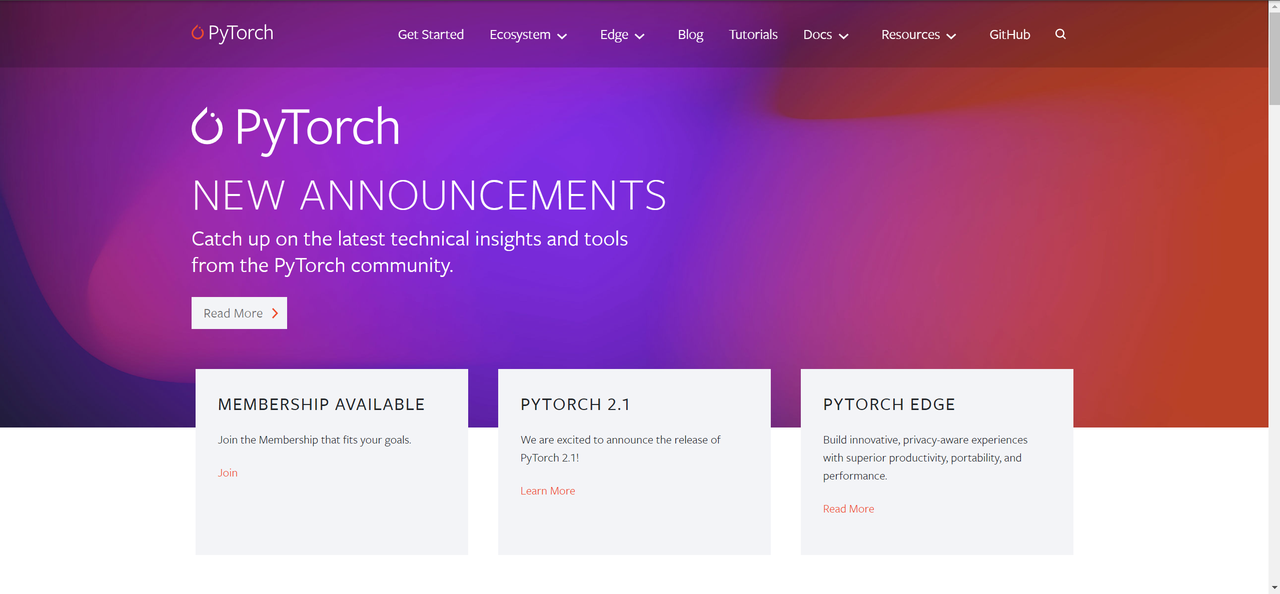 PyTorch
Get Started Ecosystem Edge Blog Tutorials Docs Resources GitHub
PyTorch
NEW ANNOUNCEMENTS
Catch up on the latest technical insights and tools
from the PyTorch community.
Read More
MEMBERSHIP AVAILABLE
Join the Membership that fits your goals.
Join
PYTORCH 2.1
We are excited to announce the release of
PyTorch 2.1!
Learn More
PYTORCH EDGE
Build innovative, privacy-aware experiences
with superior productivity, portability, and
performance.
Read More